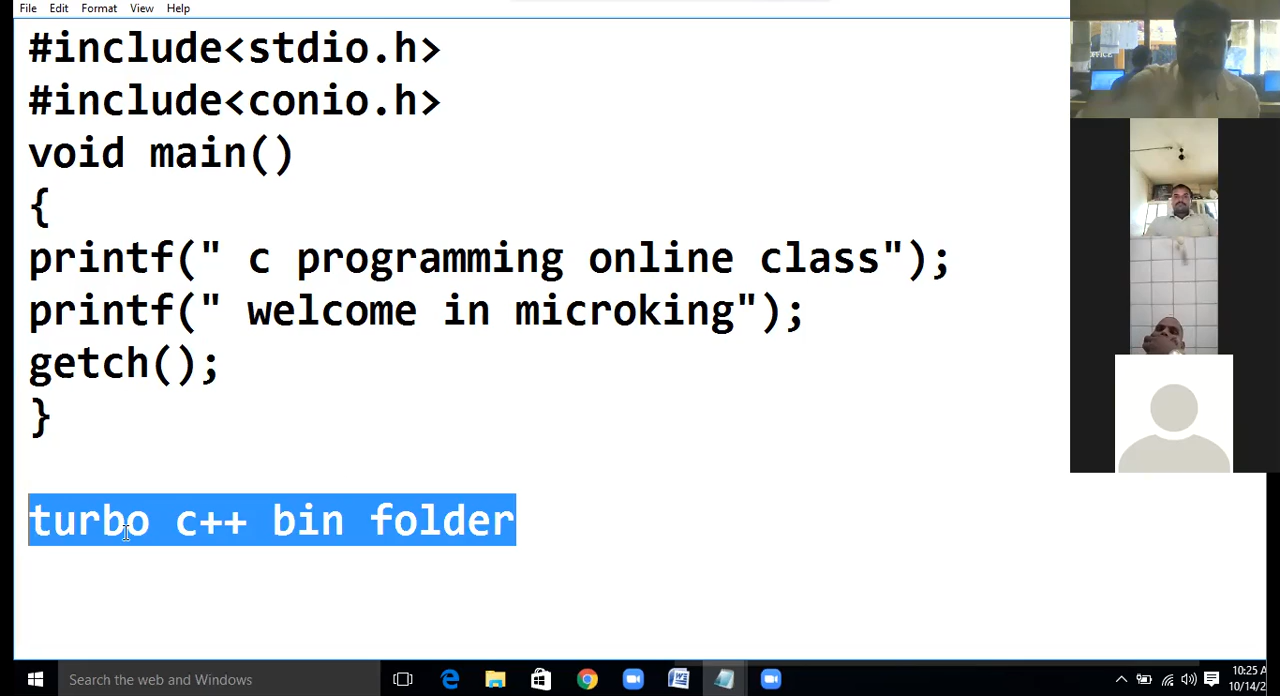 File Edit Format View Help
#include<stdio.h>
#include<conio.h>
void main()
{
printf(" c programming online class");
printf(" welcome in microking");
getch();
}
turbo c++ bin folder
Search the web and Windows
10:25 A
10/14/2